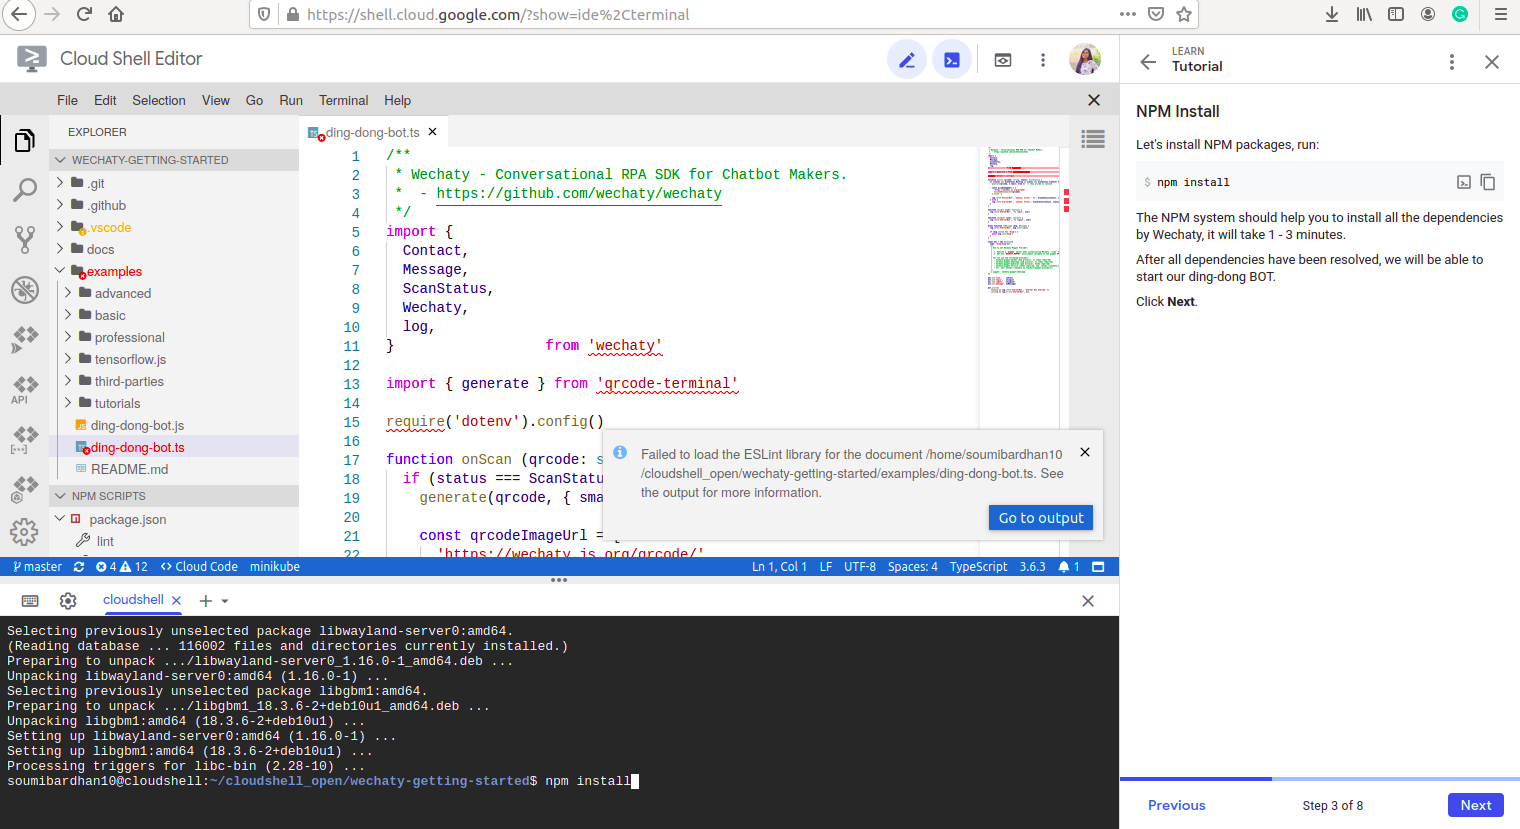 https://shell.cloud.google.com/?show=ide%2Cterminal
Cloud Shell Editor
File Edit Selection View Go Run Terminal Help
EXPLORER
WECHATY-GETTING-STARTED
.git
.github
.vscode
docs
examples
advanced
basic
professional
tensorflow.js
third-parties
tutorials
ding-dong-bot.js
ding-dong-bot.ts
README.md
NPM SCRIPTS
package.json
lint
API
ding-dong-bot.ts
1 /**
2 * Wechaty - Conversational RPA SDK for Chatbot Makers.
3 * - https://github.com/wechaty/wechaty
4 */
5 import {
6 Contact,
7 Message,
8 ScanStatus,
9 Wechaty,
10 log,
11 } from 'wechaty'
12
13 import { generate } from 'qrcode-terminal'
14
15 require('dotenv').config()
16
17 function onScan (qrcode: s
18 if (status === ScanStatu
19 generate(qrcode, { sma
20
21 const qrcodeImageUrl = [
22 'https://wechaty.js.org/qrcode/'
Failed to load the ESLint library for the document /home/soumibardhan10
/cloudshell_open/wechaty-getting-started/examples/ding-dong-bot.ts. See
the output for more information.
Go to output
master 4 12 Cloud Code minikube Ln 1, Col 1 LF UTF-8 Spaces: 4 TypeScript 3.6.3 1
cloudshell
Selecting previously unselected package libwayland-server0:amd64.
(Reading database ... 116002 files and directories currently installed.)
Preparing to unpack .../libwayland-server0_1.16.0-1_amd64.deb ...
Unpacking libwayland-server0:amd64 (1.16.0-1) ...
Selecting previously unselected package libgbm1:amd64.
Preparing to unpack .../libgbm1_18.3.6-2+deb10u1_amd64.deb ...
Unpacking libgbm1:amd64 (18.3.6-2+deb10u1) ...
Setting up libwayland-server0:amd64 (1.16.0-1) ...
Setting up libgbm1:amd64 (18.3.6-2+deb10u1) ...
Processing triggers for libc-bin (2.28-10) ...
soumibardhan10@cloudshell:~/cloudshell_open/wechaty-getting-started$ npm install
LEARN
Tutorial
NPM Install
Let's install NPM packages, run:
$ npm install
The NPM system should help you to install all the dependencies
by Wechaty, it will take 1 - 3 minutes.
After all dependencies have been resolved, we will be able to
start our ding-dong BOT.
Click Next.
Previous Step 3 of 8 Next